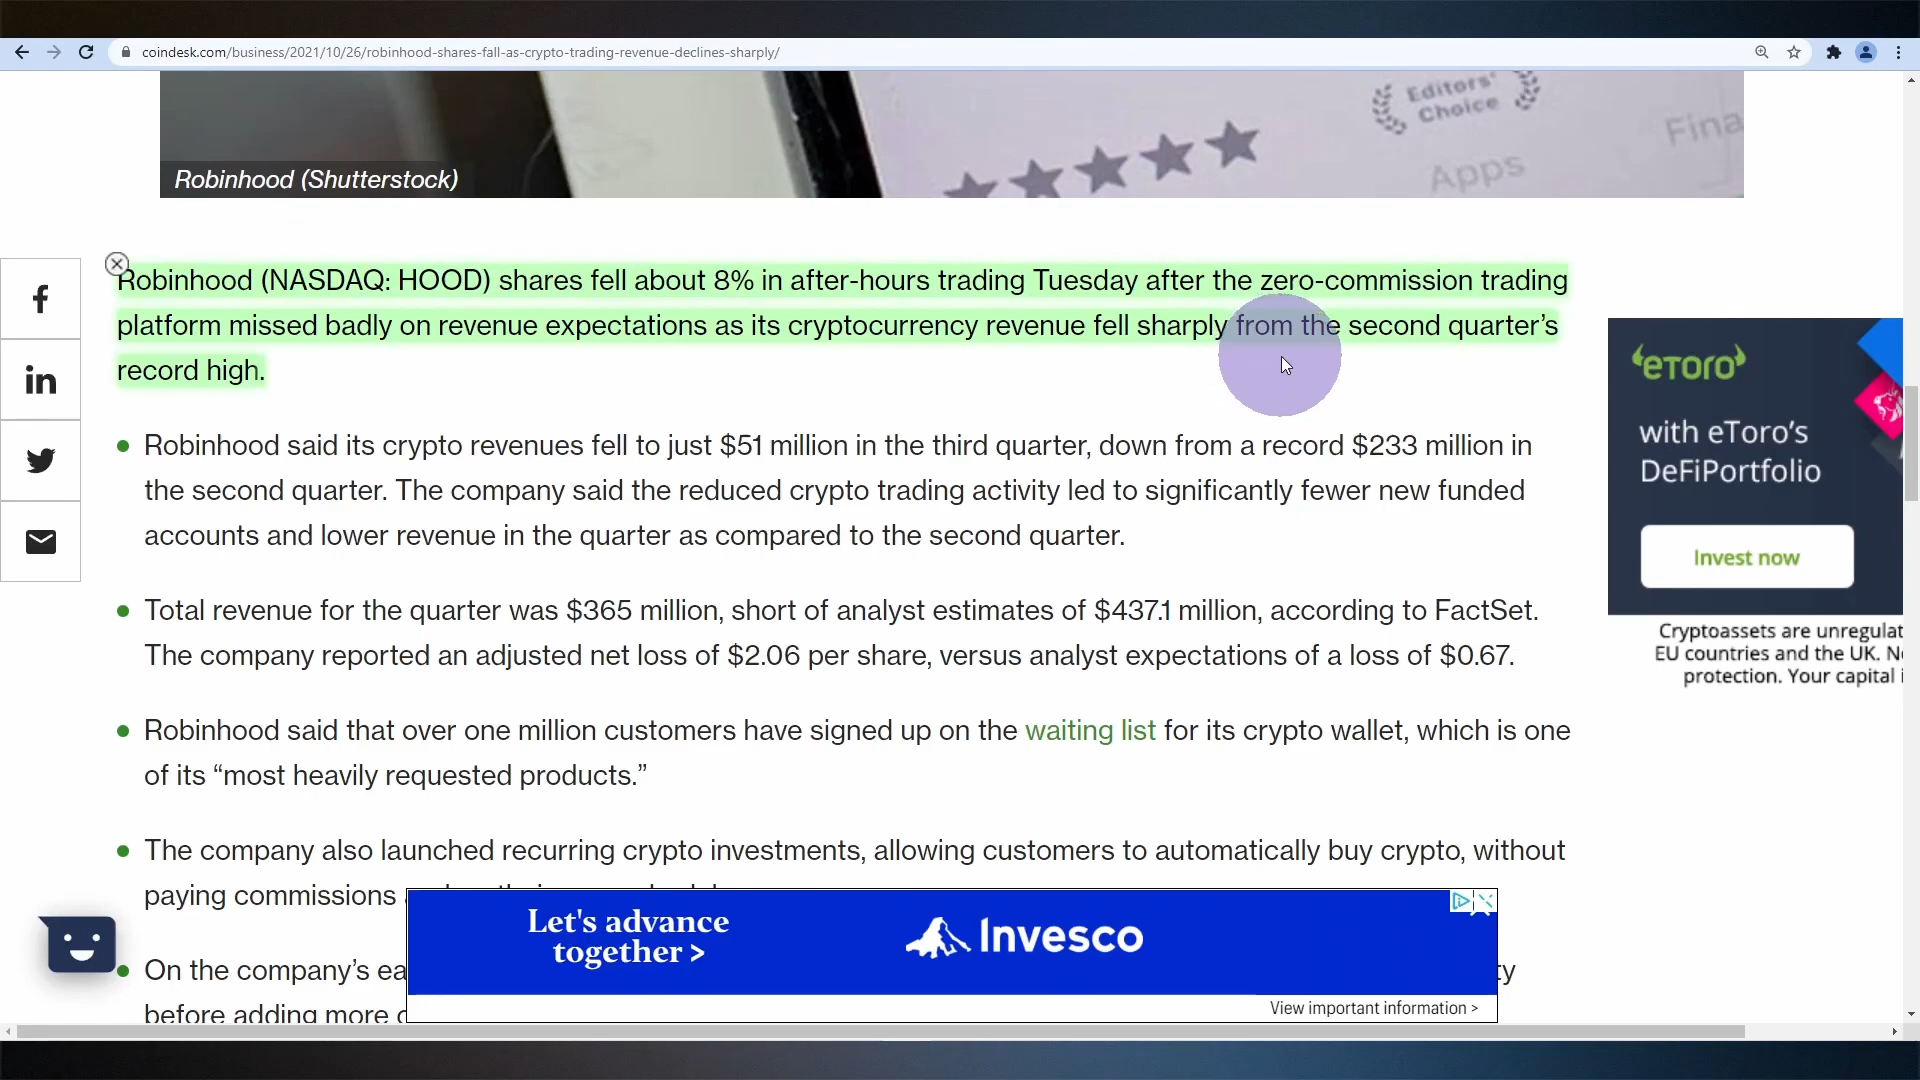 coindesk.com/business/2021/10/26/robinhood-shares-fall-as-crypto-trading-revenue-declines-sharply/
Editors'
Choice
Fina
Apps
Robinhood (Shutterstock)
Robinhood (NASDAQ: HOOD) shares fell about 8% in after-hours trading Tuesday after the zero-commission trading
platform missed badly on revenue expectations as its cryptocurrency revenue fell sharply from the second quarter’s
record high.
Robinhood said its crypto revenues fell to just $51 million in the third quarter, down from a record $233 million in
the second quarter. The company said the reduced crypto trading activity led to significantly fewer new funded
accounts and lower revenue in the quarter as compared to the second quarter.
Total revenue for the quarter was $365 million, short of analyst estimates of $437.1 million, according to FactSet.
The company reported an adjusted net loss of $2.06 per share, versus analyst expectations of a loss of $0.67.
Robinhood said that over one million customers have signed up on the waiting list for its crypto wallet, which is one
of its “most heavily requested products.”
The company also launched recurring crypto investments, allowing customers to automatically buy crypto, without
paying commissions
On the company’s ea
ty
before adding more
eToro
with eToro’s
DeFiPortfolio
Invest now
Cryptoassets are unregulat
EU countries and the UK. N
protection. Your capital i
Let's advance
together >
Invesco
View important information >